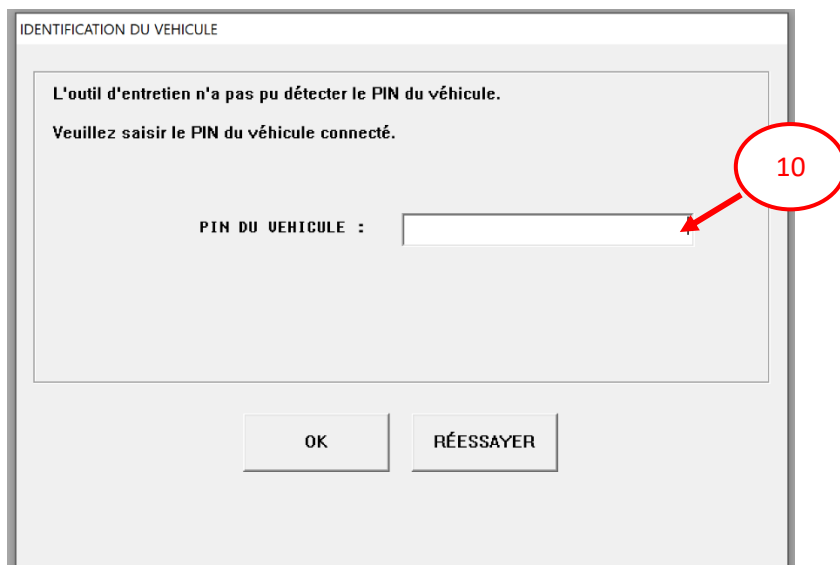 IDENTIFICATION DU VEHICULE
L'outil d'entretien n'a pas pu détecter le PIN du véhicule.
Veuillez saisir le PIN du véhicule connecté.
10
PIN DU VEHICULE :
OK
RÉESSAYER